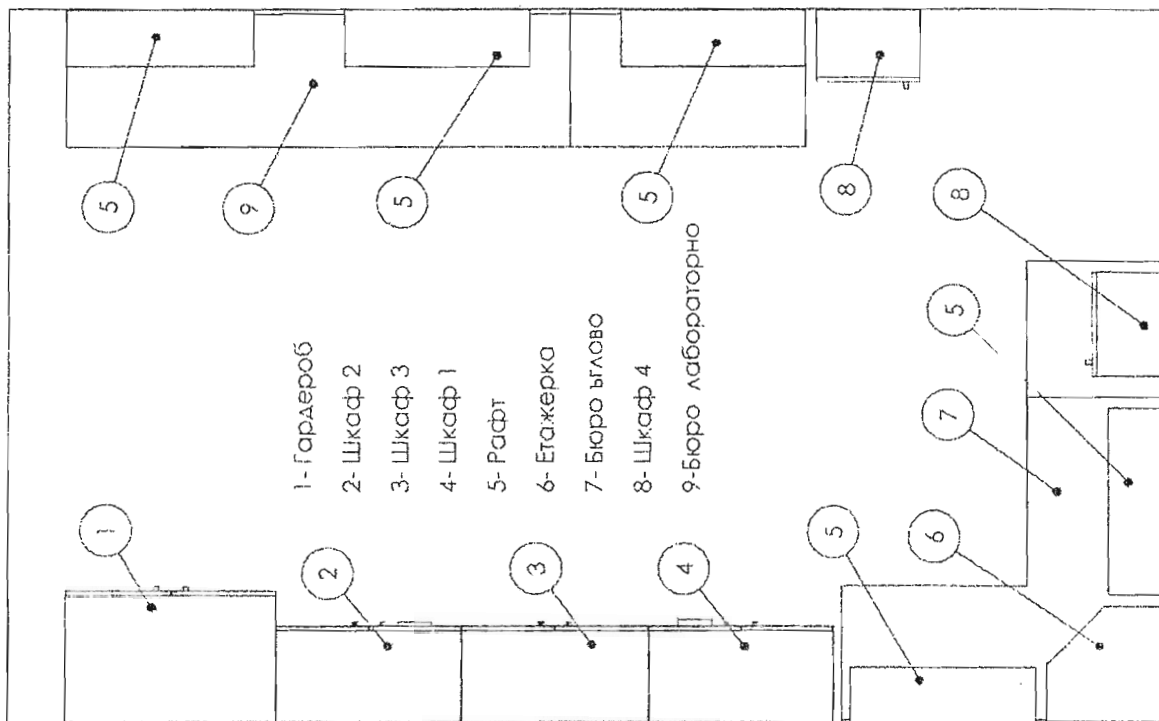 1
5
9
2
5
1- Гардероб
2- Шкаф 2
3- Шкаф 3
4- Шкаф 1
5- Рафт
6- Етажерка
7- Бюро ъглово
8- Шкаф 4
9-Бюро лабораторно
3
4
5
5
8
6
7
5
8